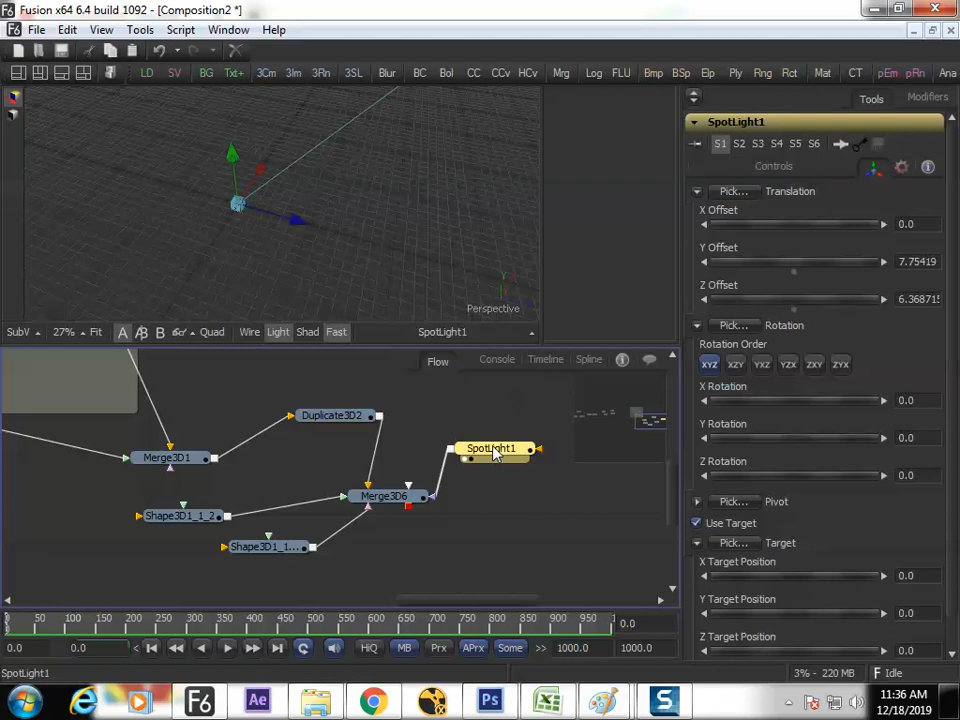 Fusion x64 6.4 build 1092 - [Composition2 *]
File Edit View Tools Script Window Help
LD SV BG Txt+ 3Cm 3Im 3Rn 3SL Blur BC Bol CC CCv HCv Mrg Log FLU Bmp BSp Elp Ply Rng Rct Mat CT pEm pRn Ana
Tools Modifiers
SpotLight1
S1 S2 S3 S4 S5 S6
Controls
Pick... Translation
X Offset
0.0
Y Offset
7.75419
Z Offset
6.368715
Pick... Rotation
Rotation Order
XYZ XZY YXZ YZX ZXY ZYX
X Rotation
0.0
Y Rotation
0.0
Z Rotation
0.0
Pick... Pivot
Use Target
Pick... Target
X Target Position
0.0
Y Target Position
0.0
Z Target Position
0.0
Perspective
SubV 27% Fit A B Quad Wire Light Shad Fast SpotLight1
Flow Console Timeline Spline
Duplicate3D2
Merge3D1
SpotLight1
Merge3D6
Shape3D1_1_2
Shape3D1_1...
0 50 100 150 200 250 300 350 400 450 500 550 600 650 700 750 800 850 900 950
0.0
0.0 0.0 HiQ MB Prx APrx Some >> 1000.0 1000.0
SpotLight1
3% - 220 MB Idle
F6 Ae Ps S
11:36 AM
12/18/2019